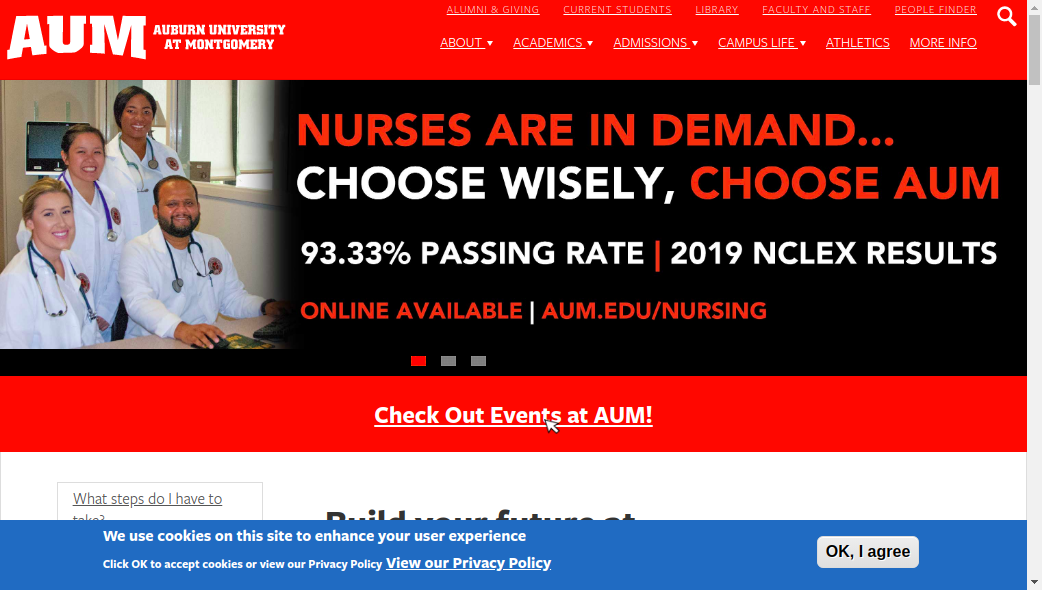 AUM
AUBURN UNIVERSITY
AT MONTGOMERY
ALUMNI & GIVING CURRENT STUDENTS LIBRARY FACULTY AND STAFF PEOPLE FINDER
ABOUT ACADEMICS ADMISSIONS CAMPUS LIFE ATHLETICS MORE INFO
NURSES ARE IN DEMAND...
CHOOSE WISELY, CHOOSE AUM
93.33% PASSING RATE | 2019 NCLEX RESULTS
ONLINE AVAILABLE | AUM.EDU/NURSING
Check Out Events at AUM!
What steps do I have to
take?
Build your future at
We use cookies on this site to enhance your user experience
Click OK to accept cookies or view our Privacy Policy View our Privacy Policy
OK, I agree